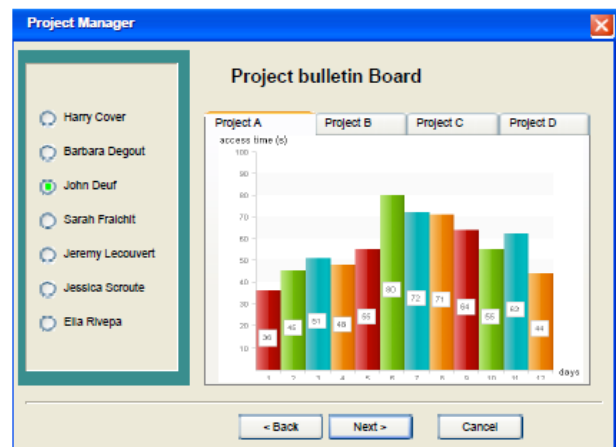 Project Manager
Project bulletin Board
Harry Cover
Barbara Degout
John Deuf
Sarah Fraichit
Jeremy Lecouvert
Jessica Scroute
Ella Rivepa
Project A Project B Project C Project D
access time (s)
100
90
80
70
60
50
40
30
20
10
36 45 51 48 55 80 72 71 64 55 62 44
1 2 3 4 5 6 7 8 9 10 11 12 days
< Back Next > Cancel